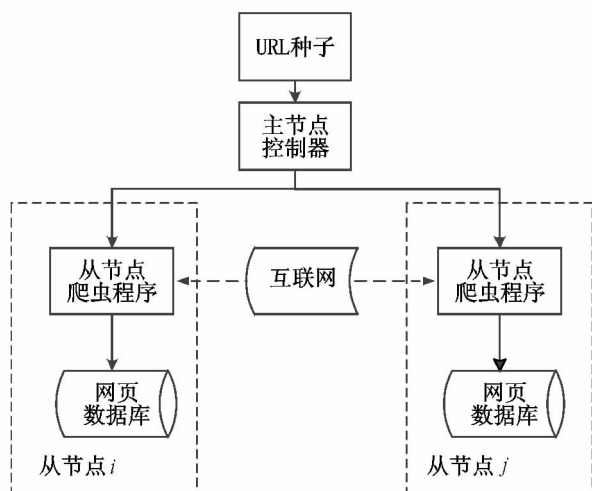 URL种子
主节点
控制器
从节点
爬虫程序
互联网
从节点
爬虫程序
网页
数据库
网页
数据库
从节点i
从节点j